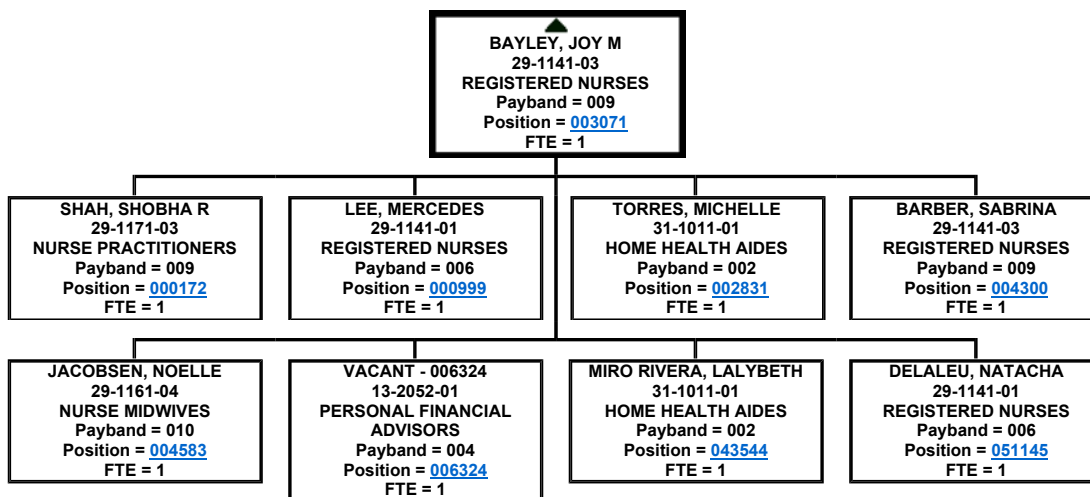 BAYLEY, JOY M
29-1141-03
REGISTERED NURSES
Payband = 009
Position = 003071
FTE = 1
SHAH, SHOBHA R
29-1171-03
NURSE PRACTITIONERS
Payband = 009
Position = 000172
FTE = 1
LEE, MERCEDES
29-1141-01
REGISTERED NURSES
Payband = 006
Position = 000999
FTE = 1
TORRES, MICHELLE
31-1011-01
HOME HEALTH AIDES
Payband = 002
Position = 002831
FTE = 1
BARBER, SABRINA
29-1141-03
REGISTERED NURSES
Payband = 009
Position = 004300
FTE = 1
JACOBSEN, NOELLE
29-1161-04
NURSE MIDWIVES
Payband = 010
Position = 004583
FTE = 1
VACANT - 006324
13-2052-01
PERSONAL FINANCIAL
ADVISORS
Payband = 004
Position = 006324
FTE = 1
MIRO RIVERA, LALYBETH
31-1011-01
HOME HEALTH AIDES
Payband = 002
Position = 043544
FTE = 1
DELALEU, NATACHA
29-1141-01
REGISTERED NURSES
Payband = 006
Position = 051145
FTE = 1